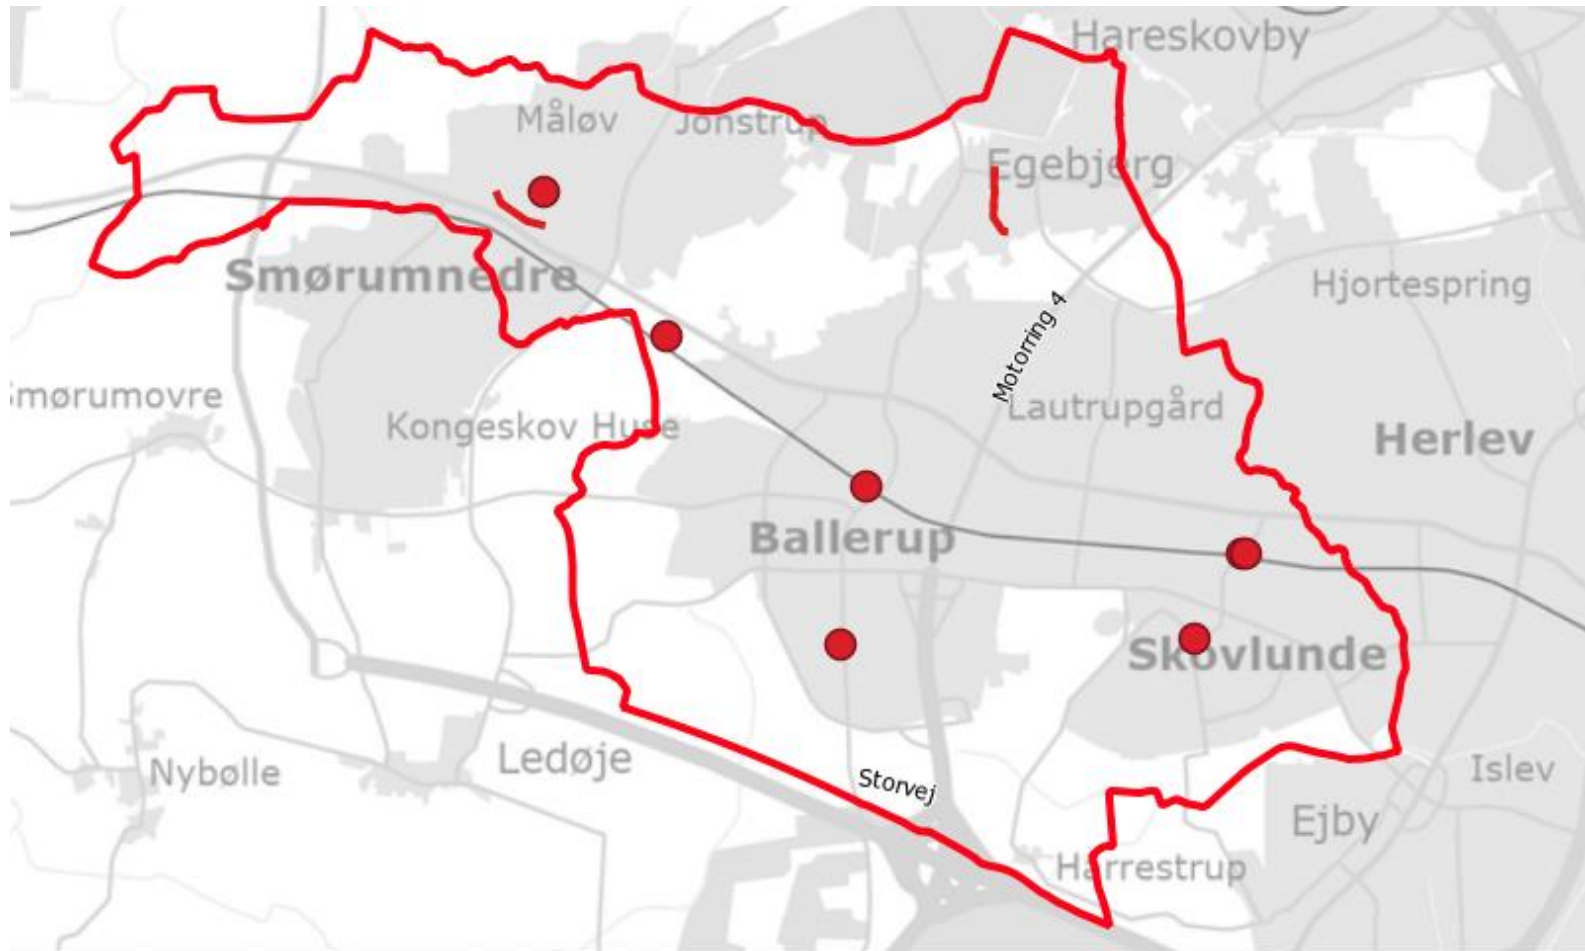 Hareskovby
Måløv
Jonstrup
Egebjerg
Smørumnedre
Hjortespring
Motorring 4
mørumovre
Lautrupgård
Kongeskov Huse
Herlev
Ballerup
Skovlunde
Ledøje
Nybølle
Storvej
Islev
Ejby
Harrestrup